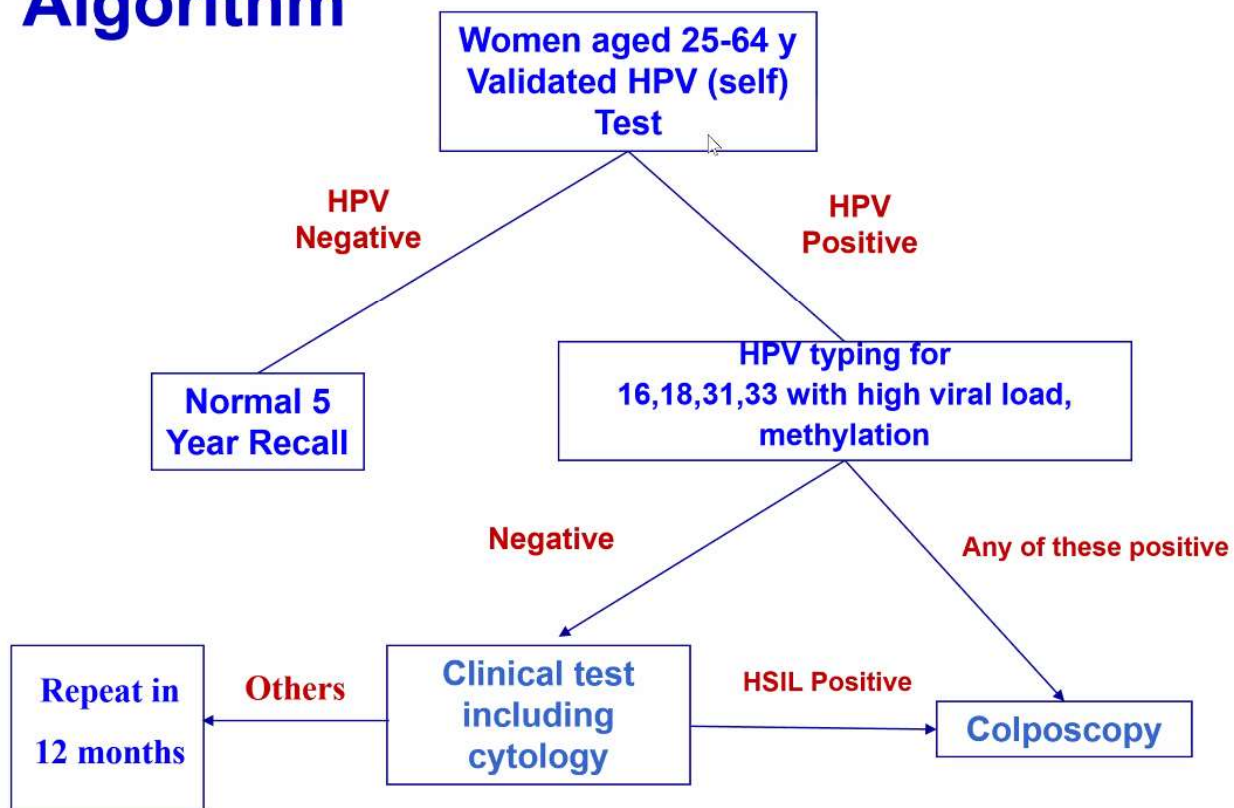 Algorithm
Women aged 25-64 y
Validated HPV (self)
Test
HPV
Negative
HPV
Positive
Normal 5
Year Recall
HPV typing for
16,18,31,33 with high viral load,
methylation
Negative
Any of these positive
Repeat in
12 months
Others
Clinical test
including
cytology
HSIL Positive
Colposcopy